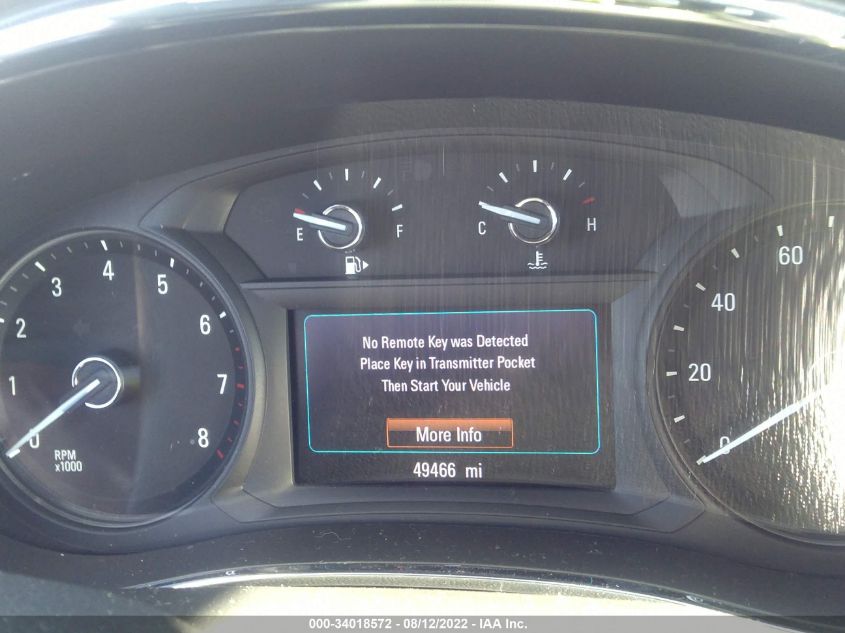 E F C H
1 2 3 4 5 6 7 8
0
RPM
x1000
No Remote Key was Detected
Place Key in Transmitter Pocket
Then Start Your Vehicle
More Info
49466 mi
0 20 40 60
000-34018572 - 08/12/2022 - IAA Inc.